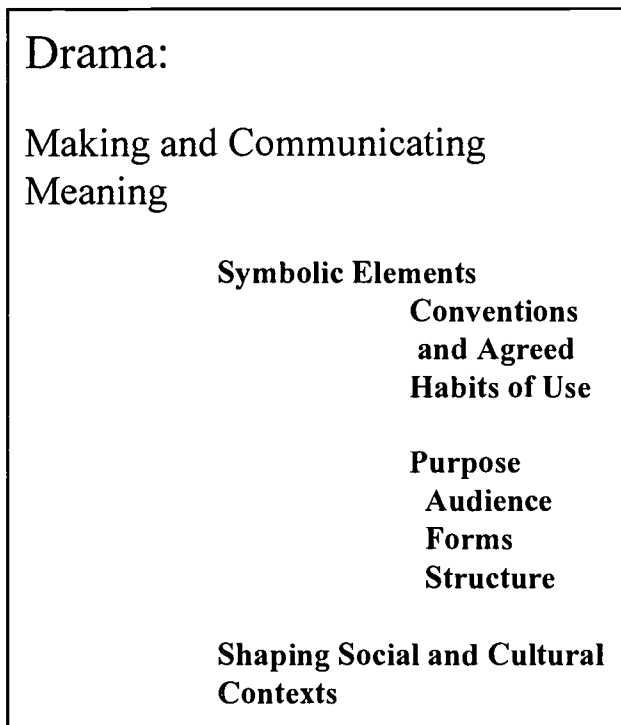 Drama:
Making and Communicating
Meaning
Symbolic Elements
Conventions
and Agreed
Habits of Use
Purpose
Audience
Forms
Structure
Shaping Social and Cultural
Contexts